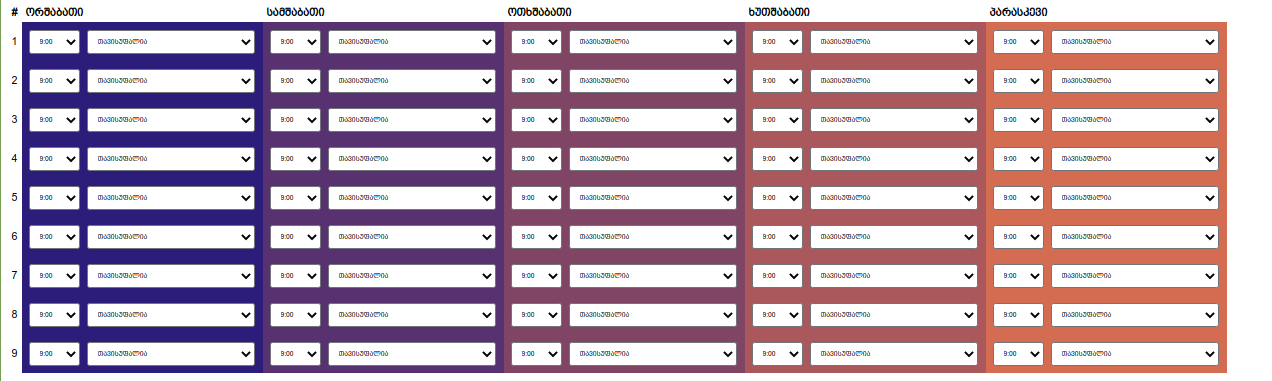 # ორშაბათი სამშაბათი ოთხშაბათი ხუთშაბათი პარასკევი
1 9:00 თავისუფალია 9:00 თავისუფალია 9:00 თავისუფალია 9:00 თავისუფალია 9:00 თავისუფალია
2 9:00 თავისუფალია 9:00 თავისუფალია 9:00 თავისუფალია 9:00 თავისუფალია 9:00 თავისუფალია
3 9:00 თავისუფალია 9:00 თავისუფალია 9:00 თავისუფალია 9:00 თავისუფალია 9:00 თავისუფალია
4 9:00 თავისუფალია 9:00 თავისუფალია 9:00 თავისუფალია 9:00 თავისუფალია 9:00 თავისუფალია
5 9:00 თავისუფალია 9:00 თავისუფალია 9:00 თავისუფალია 9:00 თავისუფალია 9:00 თავისუფალია
6 9:00 თავისუფალია 9:00 თავისუფალია 9:00 თავისუფალია 9:00 თავისუფალია 9:00 თავისუფალია
7 9:00 თავისუფალია 9:00 თავისუფალია 9:00 თავისუფალია 9:00 თავისუფალია 9:00 თავისუფალია
8 9:00 თავისუფალია 9:00 თავისუფალია 9:00 თავისუფალია 9:00 თავისუფალია 9:00 თავისუფალია
9 9:00 თავისუფალია 9:00 თავისუფალია 9:00 თავისუფალია 9:00 თავისუფალია 9:00 თავისუფალია